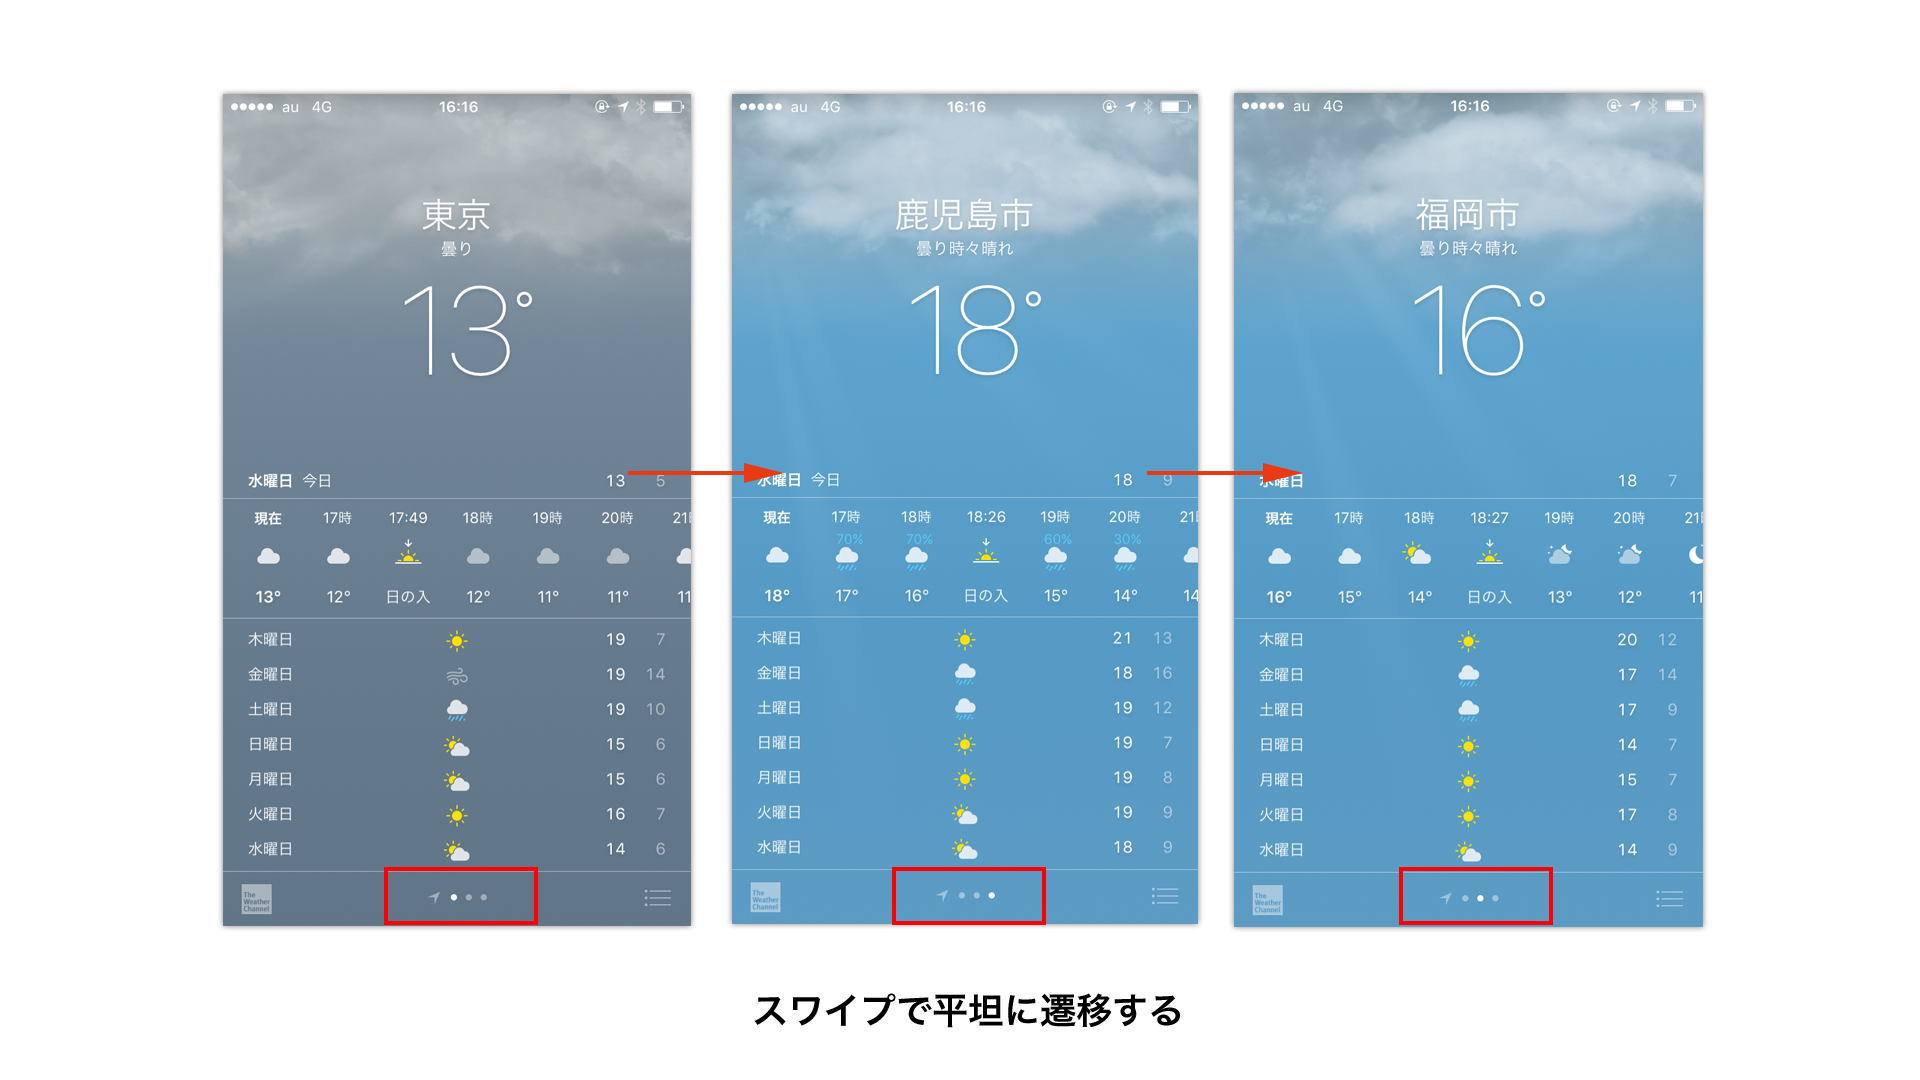 au 4G 16:16
東京
曇り
13°
水曜日 今日 13 5
現在 17時 17:49 18時 19時 20時 21
13° 12° 日の入 12° 11° 11° 11
木曜日 19 7
金曜日 19 14
土曜日 19 10
日曜日 15 6
月曜日 15 6
火曜日 16 7
水曜日 14 6
The
Weather
Channel
au 4G 16:16
鹿児島市
曇り時々晴れ
18°
水曜日 今日 18 9
現在 17時 18時 18:26 19時 20時 21
70% 70% 60% 30%
18° 17° 16° 日の入 15° 14° 14
木曜日 21 13
金曜日 18 16
土曜日 19 12
日曜日 19 7
月曜日 19 8
火曜日 19 9
水曜日 18 9
The
Weather
Channel
au 4G 16:16
福岡市
曇り時々晴れ
16°
水曜日 18 7
現在 17時 18時 18:27 19時 20時 21
16° 15° 14° 日の入 13° 12° 11
木曜日 20 12
金曜日 17 14
土曜日 17 9
日曜日 14 7
月曜日 15 7
火曜日 17 8
水曜日 14 9
The
Weather
Channel
スワイプで平坦に遷移する